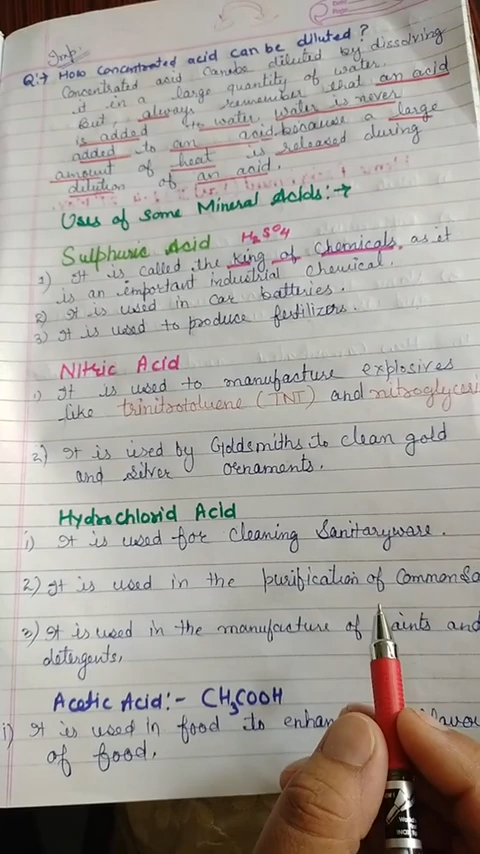 Imp:
Q:→ How concentrated acid can be diluted?
Concentrated acid can be diluted by dissolving
it in a large quantity of water.
But, always remember that an acid
is added to water, water is never
added to an acid because a large
amount of heat is released during
dilution of an acid.
Uses of Some Mineral Acids:→
Sulphuric Acid H₂SO₄
1) It is called the king of chemicals, as it
is an important industrial chemical.
2) It is used in car batteries.
3) It is used to produce fertilizers.
Nitric Acid
1) It is used to manufacture explosives
like trinitrotoluene (TNT) and nitroglyceri
2) It is used by Goldsmiths to clean gold
and silver ornaments.
Hydrochlorid Acid
i) It is used for cleaning Sanitaryware.
2) It is used in the purification of Common Sa
3) It is used in the manufacture of aints and
detergents.
Acetic Acid:- CH₃COOH
i) It is used in food to enhan flavou
of food.